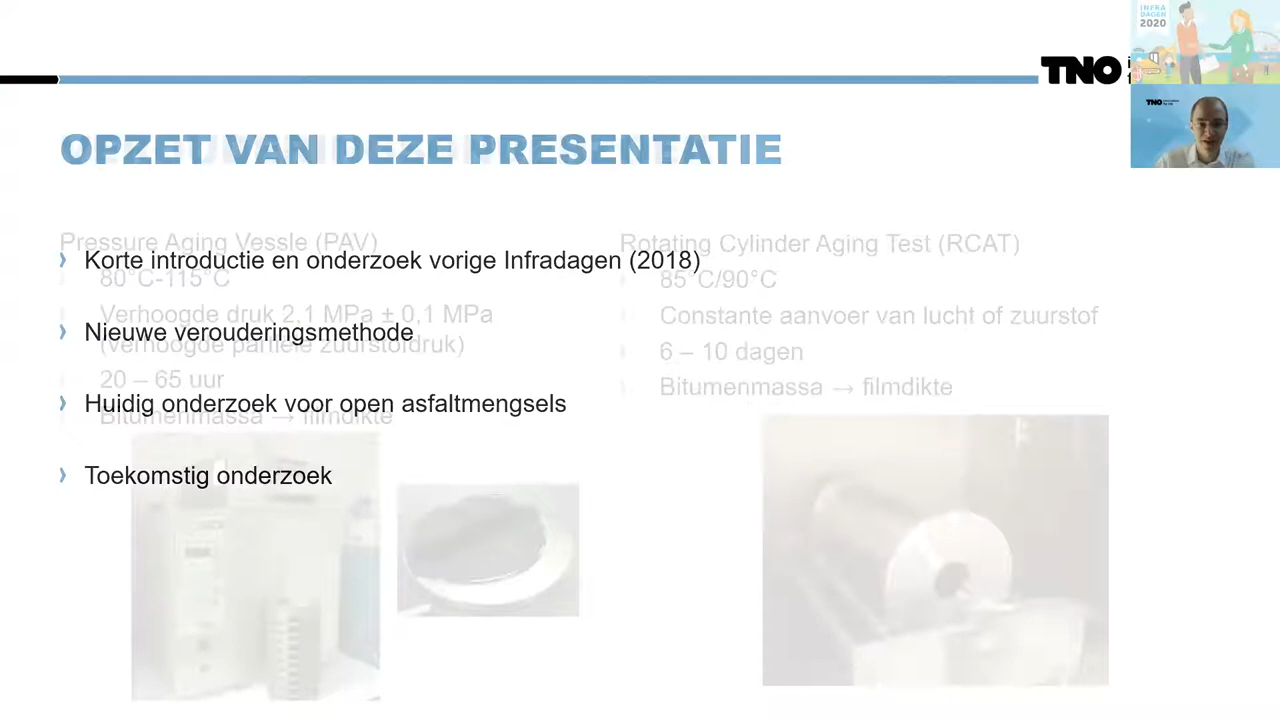 INFRA
DAGEN
2020
TNO
TNO
OPZET VAN DEZE PRESENTATIE
Pressure Aging Vessle (PAV)
80°C-115°C
Verhoogde druk 2,1 MPa ± 0,1 MPa
(verhoogde partiële zuurstofdruk)
20 – 65 uur
Bitumenmassa → filmdikte
› Korte introductie en onderzoek vorige Infradagen (2018)
› Nieuwe verouderingsmethode
› Huidig onderzoek voor open asfaltmengsels
› Toekomstig onderzoek
Rotating Cylinder Aging Test (RCAT)
85°C/90°C
Constante aanvoer van lucht of zuurstof
6 – 10 dagen
Bitumenmassa → filmdikte